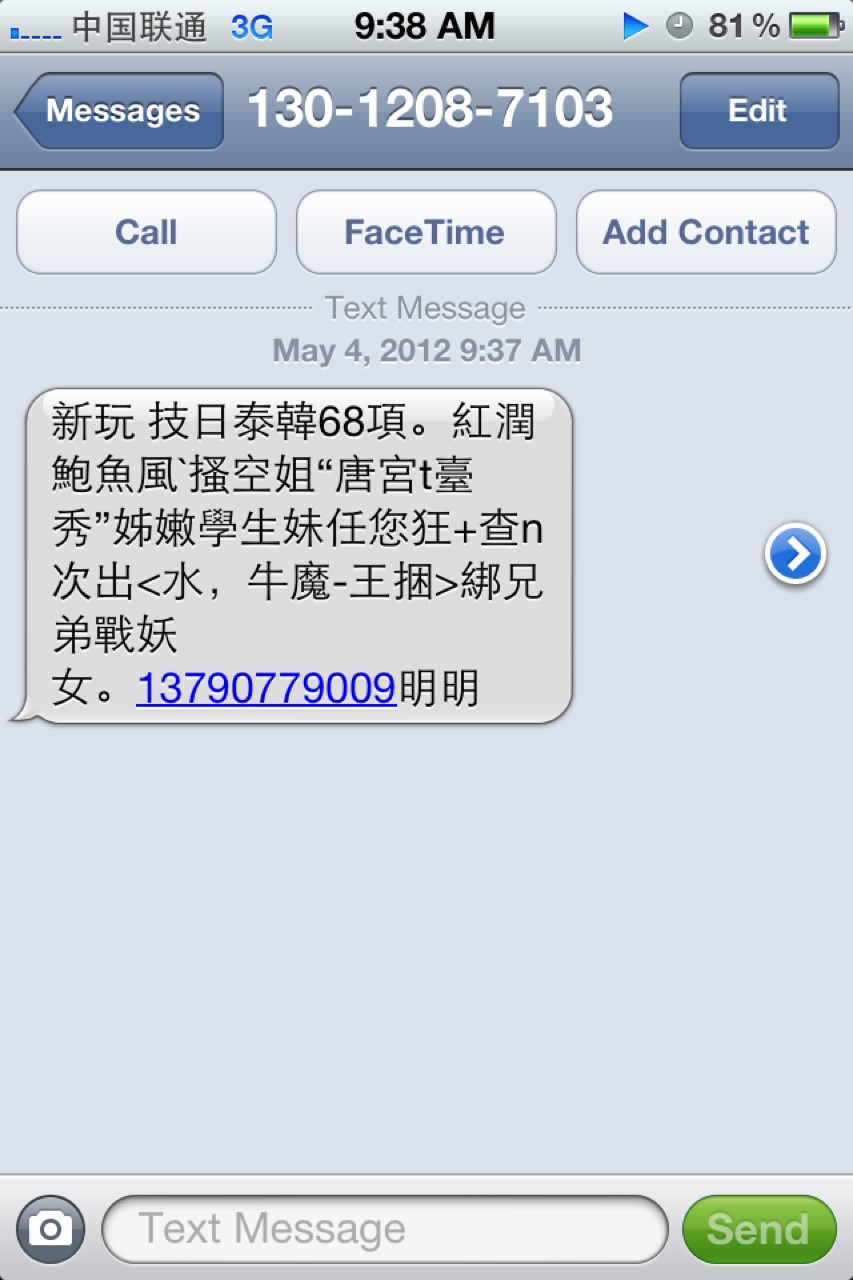 中国联通 3G 9:38 AM 81%
Messages 130-1208-7103 Edit
Call FaceTime Add Contact
Text Message
May 4, 2012 9:37 AM
新玩 技日泰韓68項。紅潤
鮑魚風`搔空姐“唐宮t臺
秀”姊嫩學生妹任您狂+查n
次出<水，牛魔-王捆>綁兄
弟戰妖
女。13790779009明明
Text Message Send